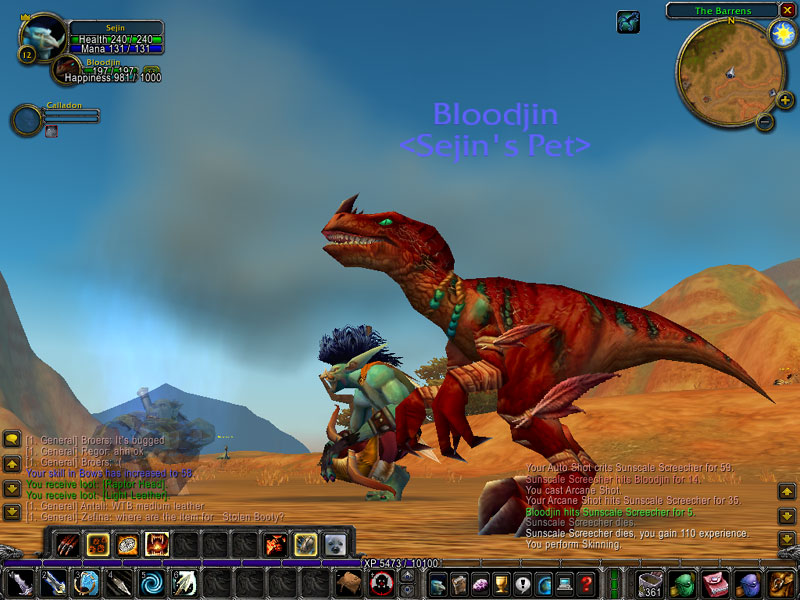 Sejin
Health 240 / 240
Mana 131 / 131
12
Bloodjin
197 / 197
Happiness 981 / 1000
Calladon
The Barrens
N
Bloodjin
<Sejin's Pet>
[1. General] Broers: It's bugged
[1. General] Regor: ahh ok
[1. General] Broers:
Your skill in Bows has increased to 58.
You receive loot: [Raptor Head].
You receive loot: [Light Leather].
[1. General] Anteil: WTB medium leather
[1. General] Zefina: where are the item for Stolen Booty?
Your Auto Shot crits Sunscale Screecher for 59.
Sunscale Screecher hits Bloodjin for 14.
You cast Arcane Shot.
Your Arcane Shot hits Sunscale Screecher for 35.
Bloodjin hits Sunscale Screecher for 5.
Sunscale Screecher dies.
Sunscale Screecher dies, you gain 110 experience.
You perform Skinning.
XP 5473 / 10100
361